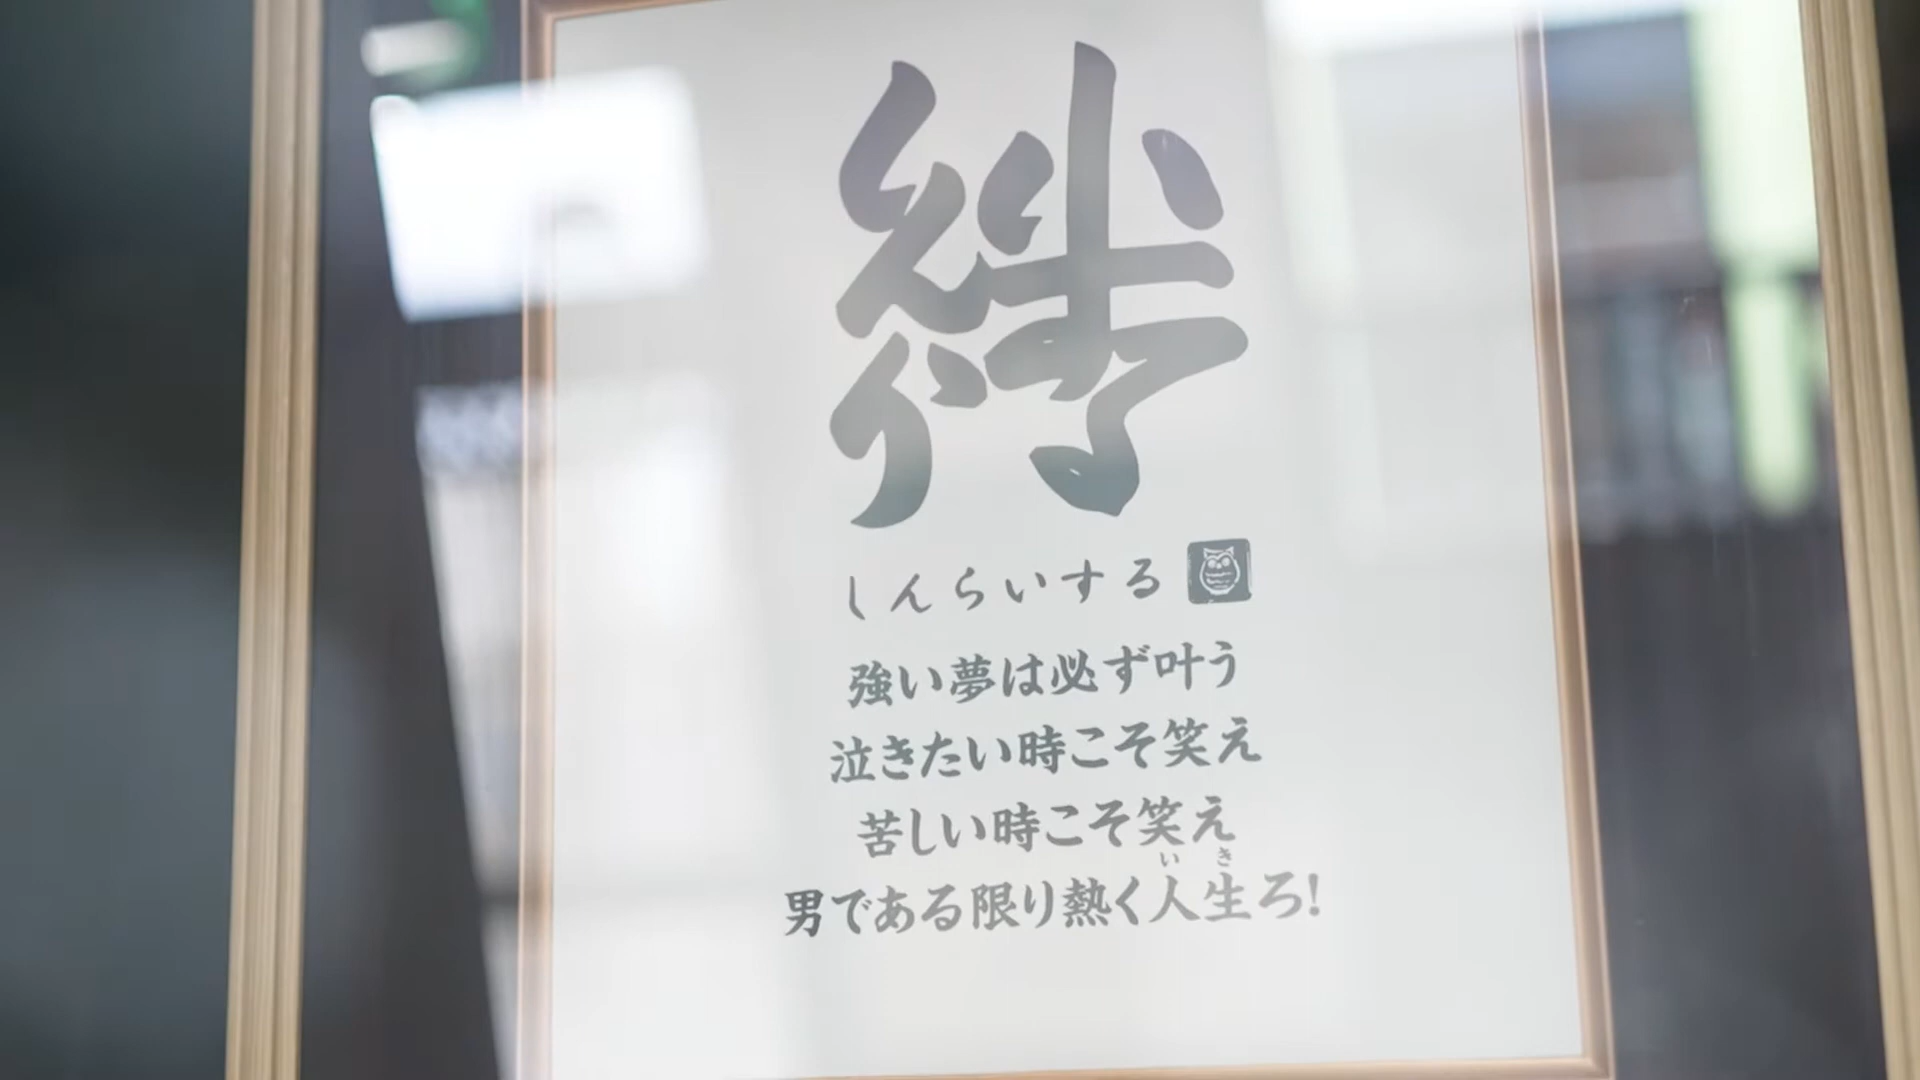 絆
しんらいする
強い夢は必ず叶う
泣きたい時こそ笑え
苦しい時こそ笑え
いき
男である限り熱く人生ろ!